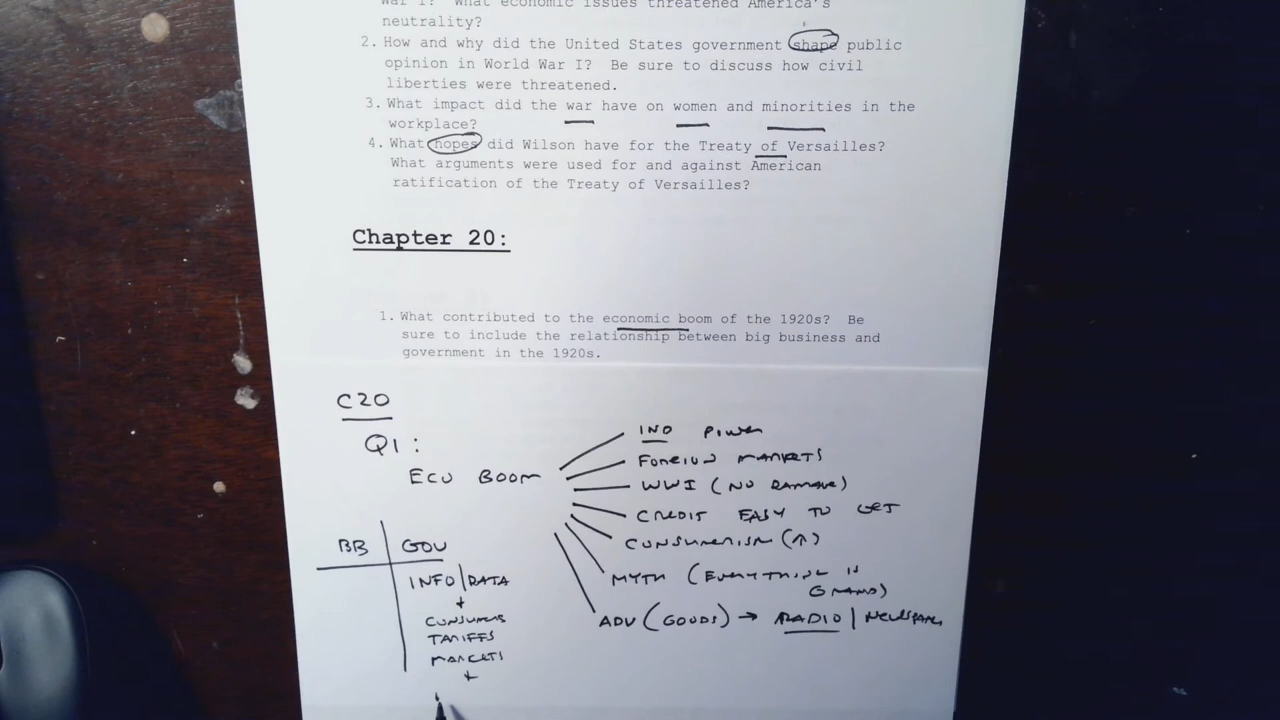 War I? What economic issues threatened America's
neutrality?
2. How and why did the United States government shape public
opinion in World War I? Be sure to discuss how civil
liberties were threatened.
3. What impact did the war have on women and minorities in the
workplace?
4. What hopes did Wilson have for the Treaty of Versailles?
What arguments were used for and against American
ratification of the Treaty of Versailles?
Chapter 20:
1. What contributed to the economic boom of the 1920s? Be
sure to include the relationship between big business and
government in the 1920s.
C20
Q1:
ECO BOOM
IND POWER
FOREIGN MARKETS
WWI (NO DAMAGE)
CREDIT EASY TO GET
CONSUMERISM (↑)
MYTH (EVERYTHING IS
GRAND)
ADV (GOODS) → RADIO | NEWSPAPER
BB | GOV
INFO/DATA
+
CONSUMERS
TARIFFS
MARKETS
+